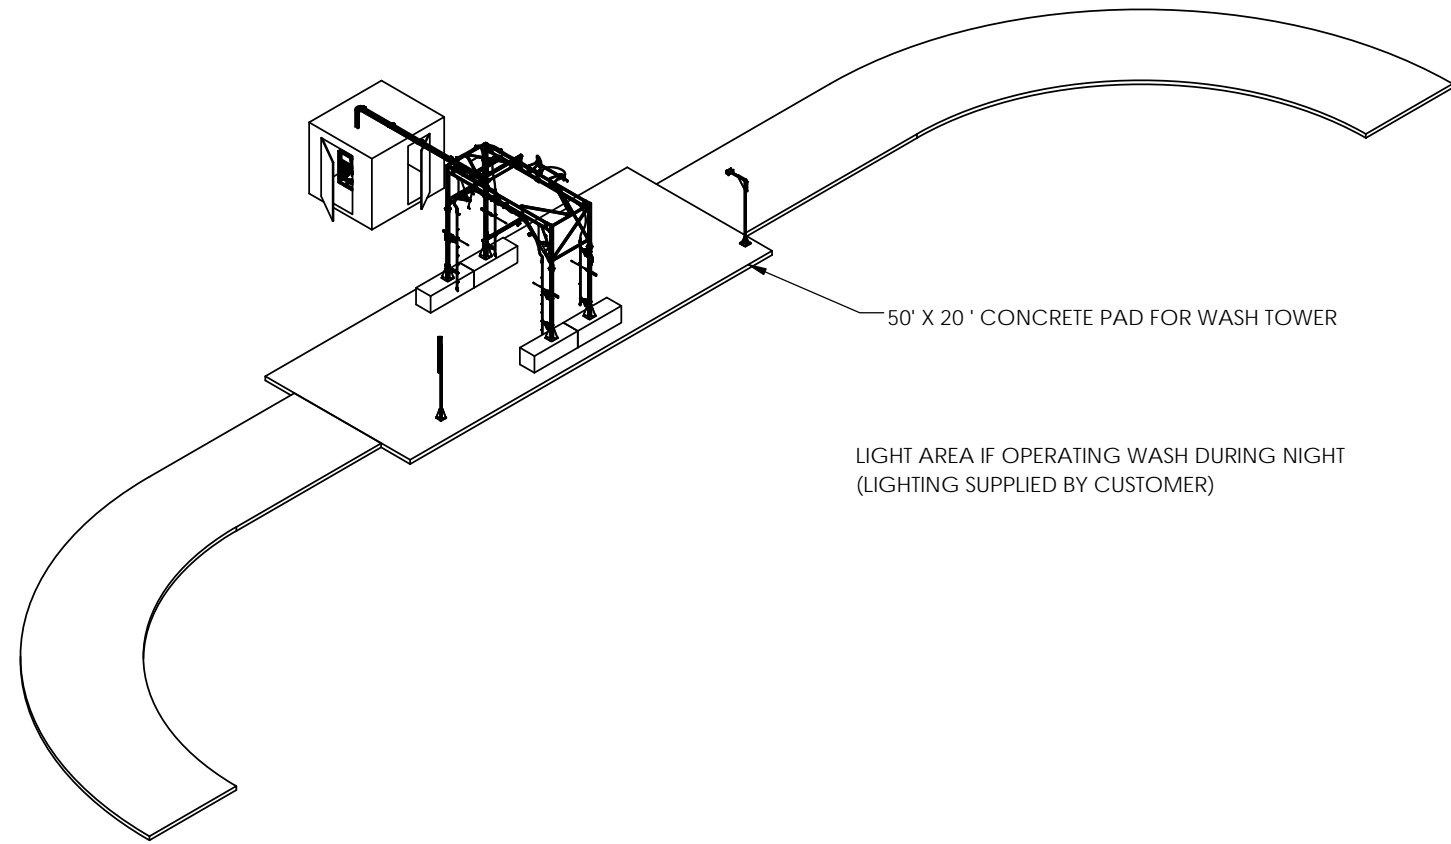 50' X 20 ' CONCRETE PAD FOR WASH TOWER
LIGHT AREA IF OPERATING WASH DURING NIGHT
(LIGHTING SUPPLIED BY CUSTOMER)